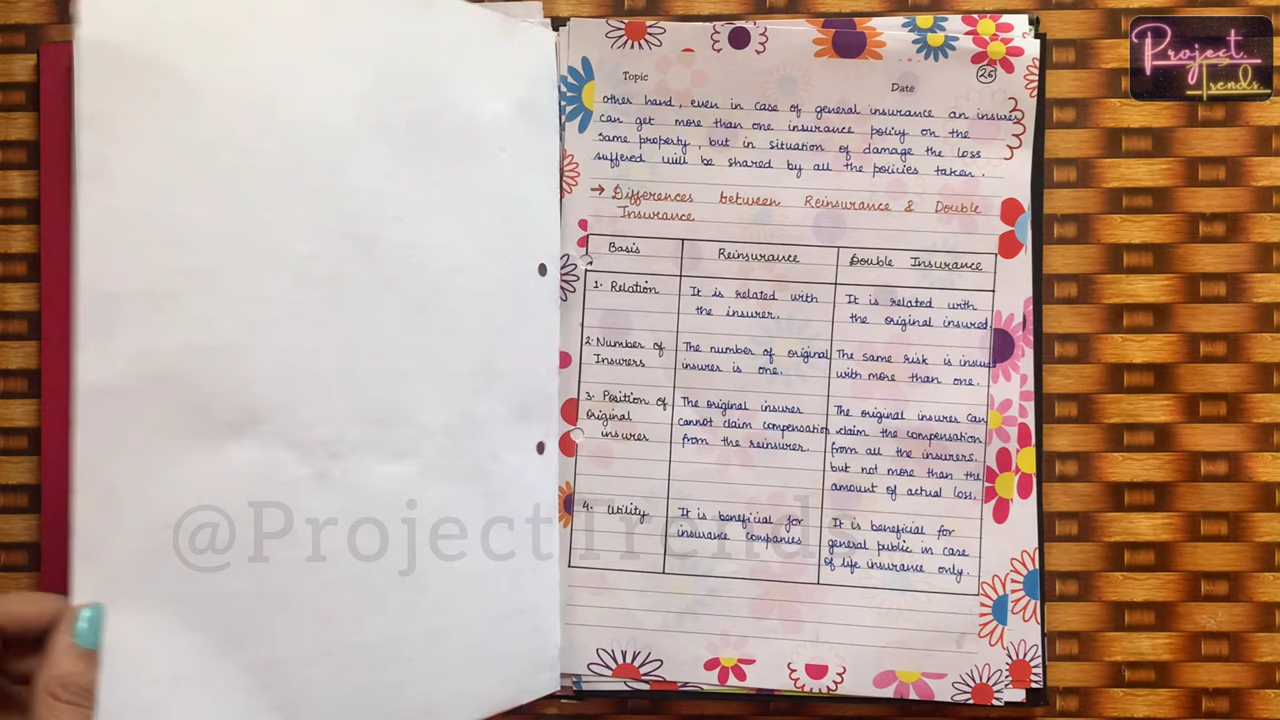 Project
Trends.
Topic
26
Date
other hand, even in case of general insurance an insurer
can get more than one insurance policy on the
same property, but in situation of damage the loss
suffered will be shared by all the policies taken.
→ Differences between Reinsurance & Double
Insurance
Basis Reinsurance Double Insurance
1. Relation
It is related with
the insurer.
It is related with
the original insured.
2. Number of
Insurers
The number of original
insurer is one.
The same risk is insured
with more than one.
3. Position of
original
insurer
The original insurer
cannot claim compensation
from the reinsurer.
The original insurer can
claim the compensation
from all the insurers.
but not more than the
amount of actual loss.
4. Utility
It is beneficial for
insurance companies
It is beneficial for
general public in case
of life insurance only.
@ProjectTrends